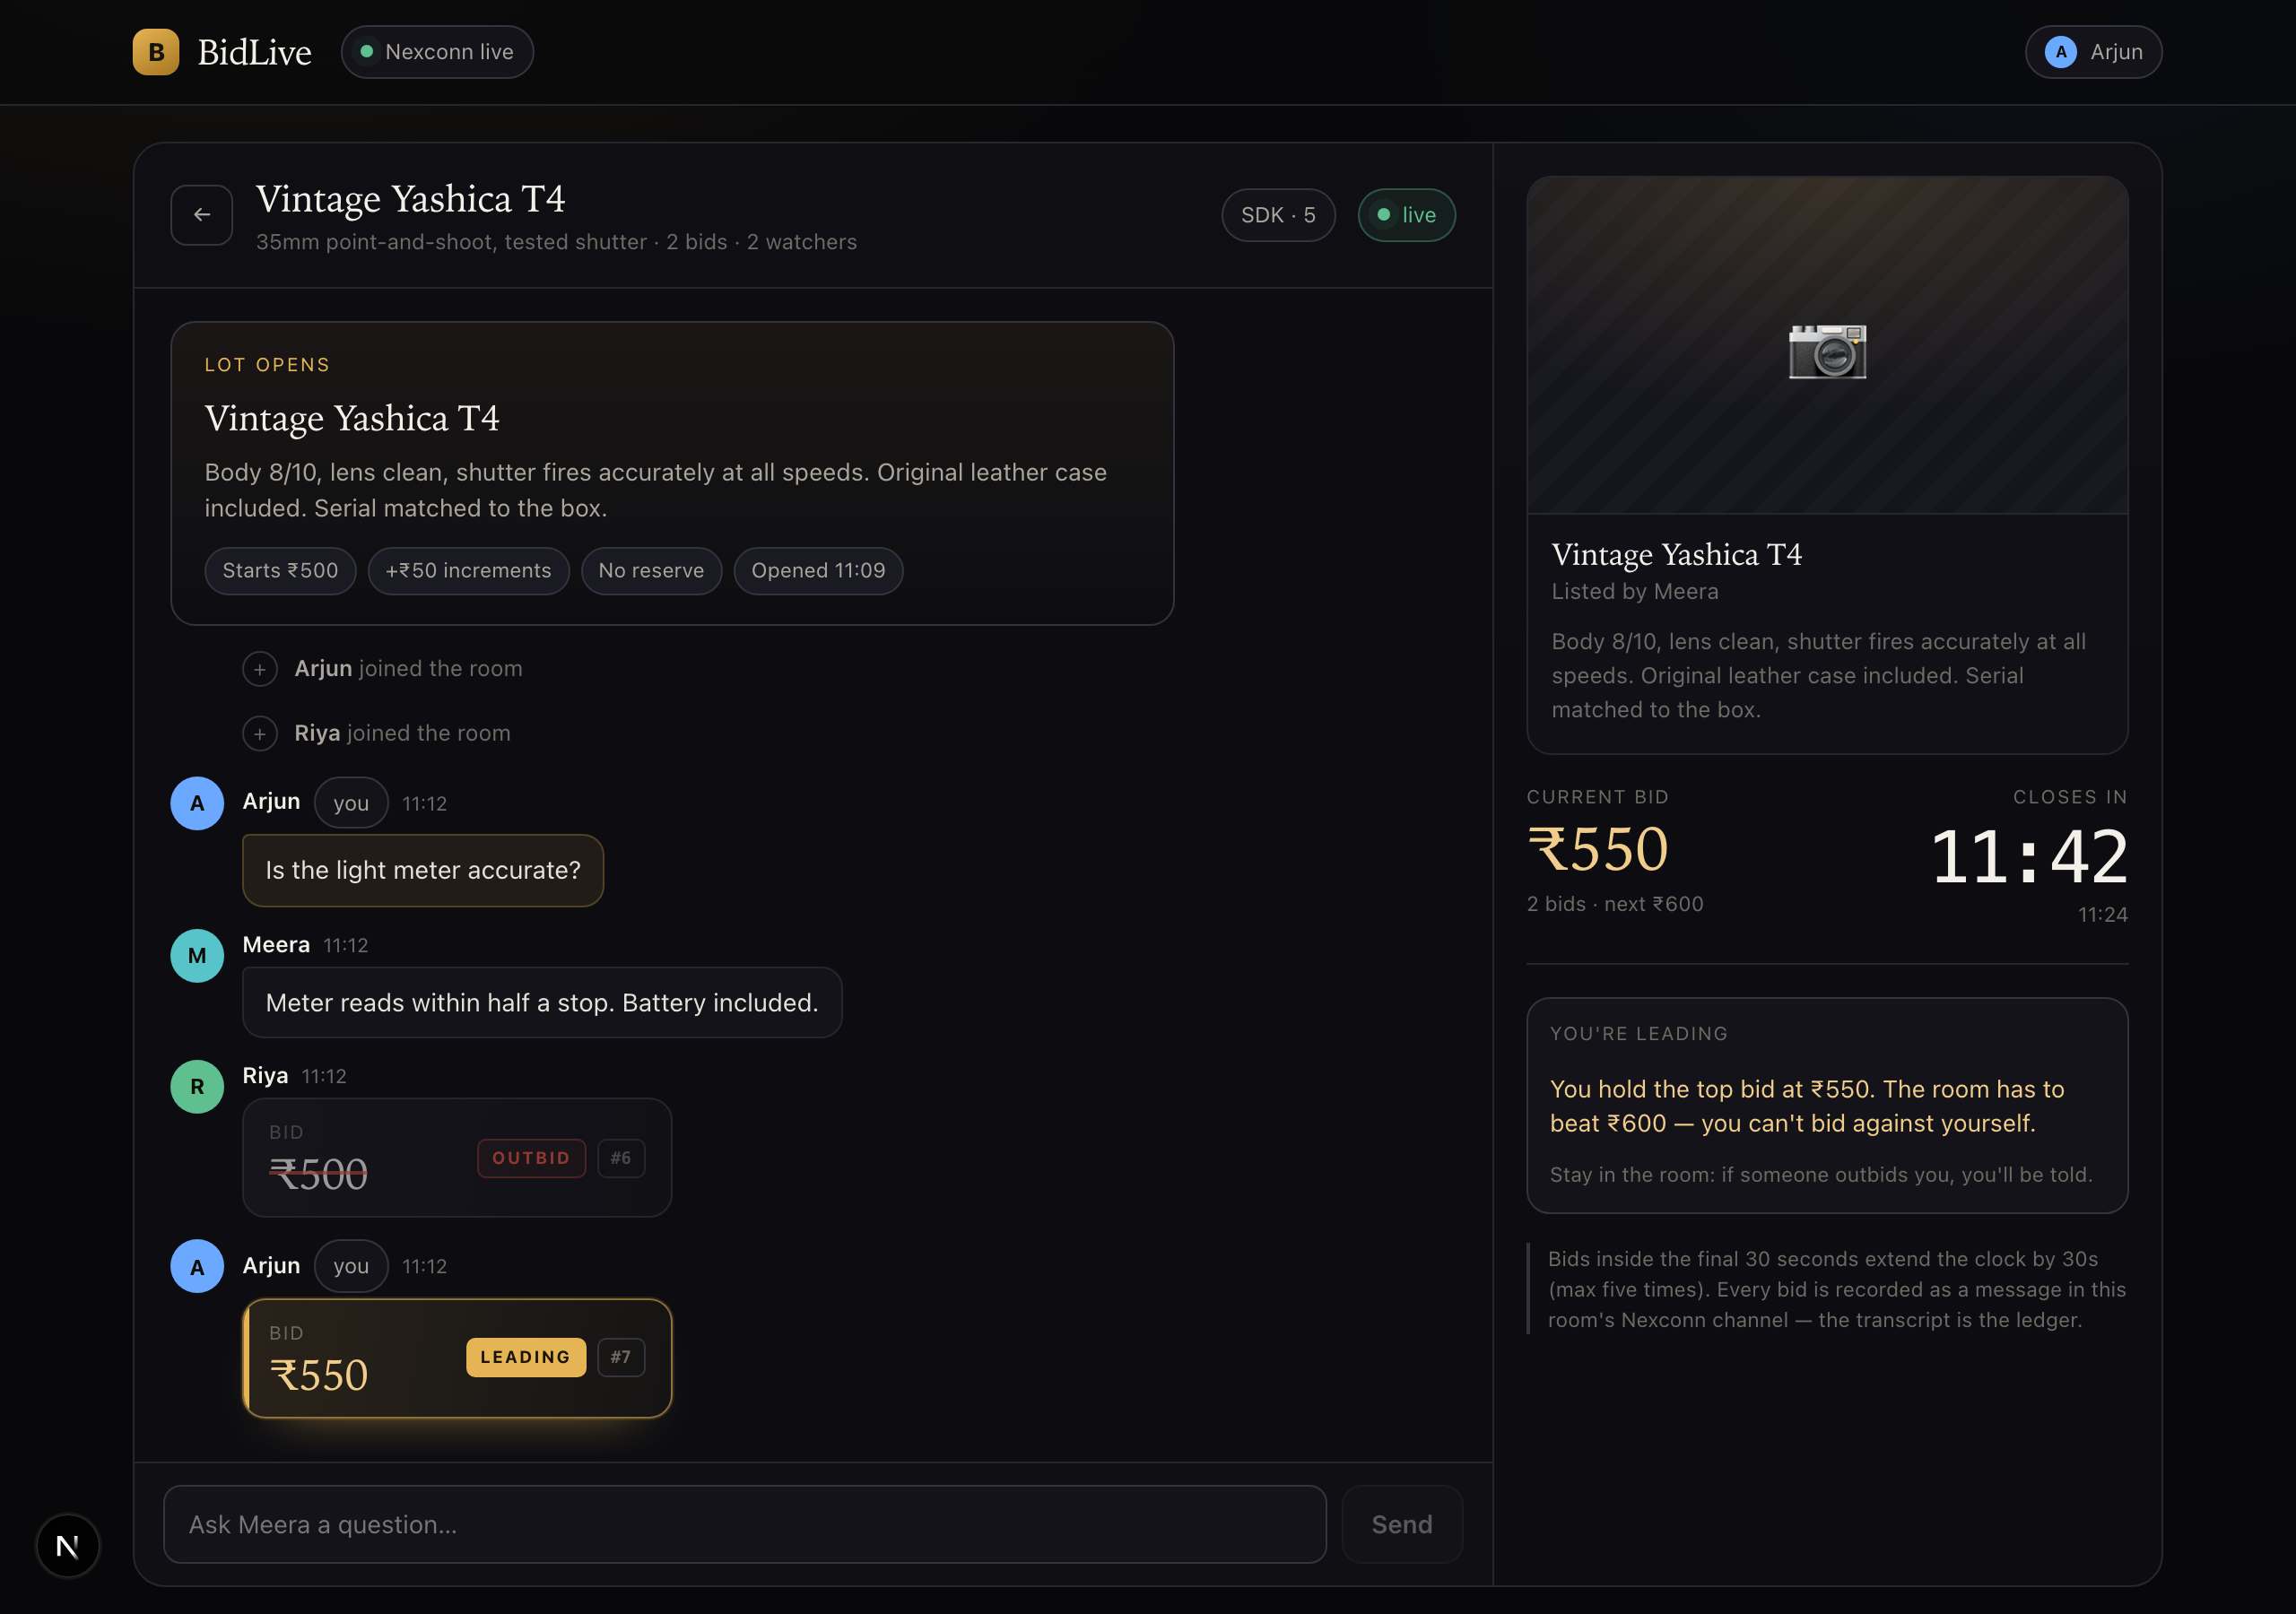 B BidLive Nexconn live
A Arjun
←
Vintage Yashica T4
35mm point-and-shoot, tested shutter · 2 bids · 2 watchers
SDK · 5
live
LOT OPENS
Vintage Yashica T4
Body 8/10, lens clean, shutter fires accurately at all speeds. Original leather case
included. Serial matched to the box.
Starts ₹500 +₹50 increments No reserve Opened 11:09
+ Arjun joined the room
+ Riya joined the room
A Arjun you 11:12
Is the light meter accurate?
M Meera 11:12
Meter reads within half a stop. Battery included.
R Riya 11:12
BID
₹500
OUTBID #6
A Arjun you 11:12
BID
₹550
LEADING #7
Ask Meera a question...
Send
N
Vintage Yashica T4
Listed by Meera
Body 8/10, lens clean, shutter fires accurately at all
speeds. Original leather case included. Serial
matched to the box.
CURRENT BID
₹550
2 bids · next ₹600
CLOSES IN
11:42
11:24
YOU'RE LEADING
You hold the top bid at ₹550. The room has to
beat ₹600 — you can't bid against yourself.
Stay in the room: if someone outbids you, you'll be told.
Bids inside the final 30 seconds extend the clock by 30s
(max five times). Every bid is recorded as a message in this
room's Nexconn channel — the transcript is the ledger.